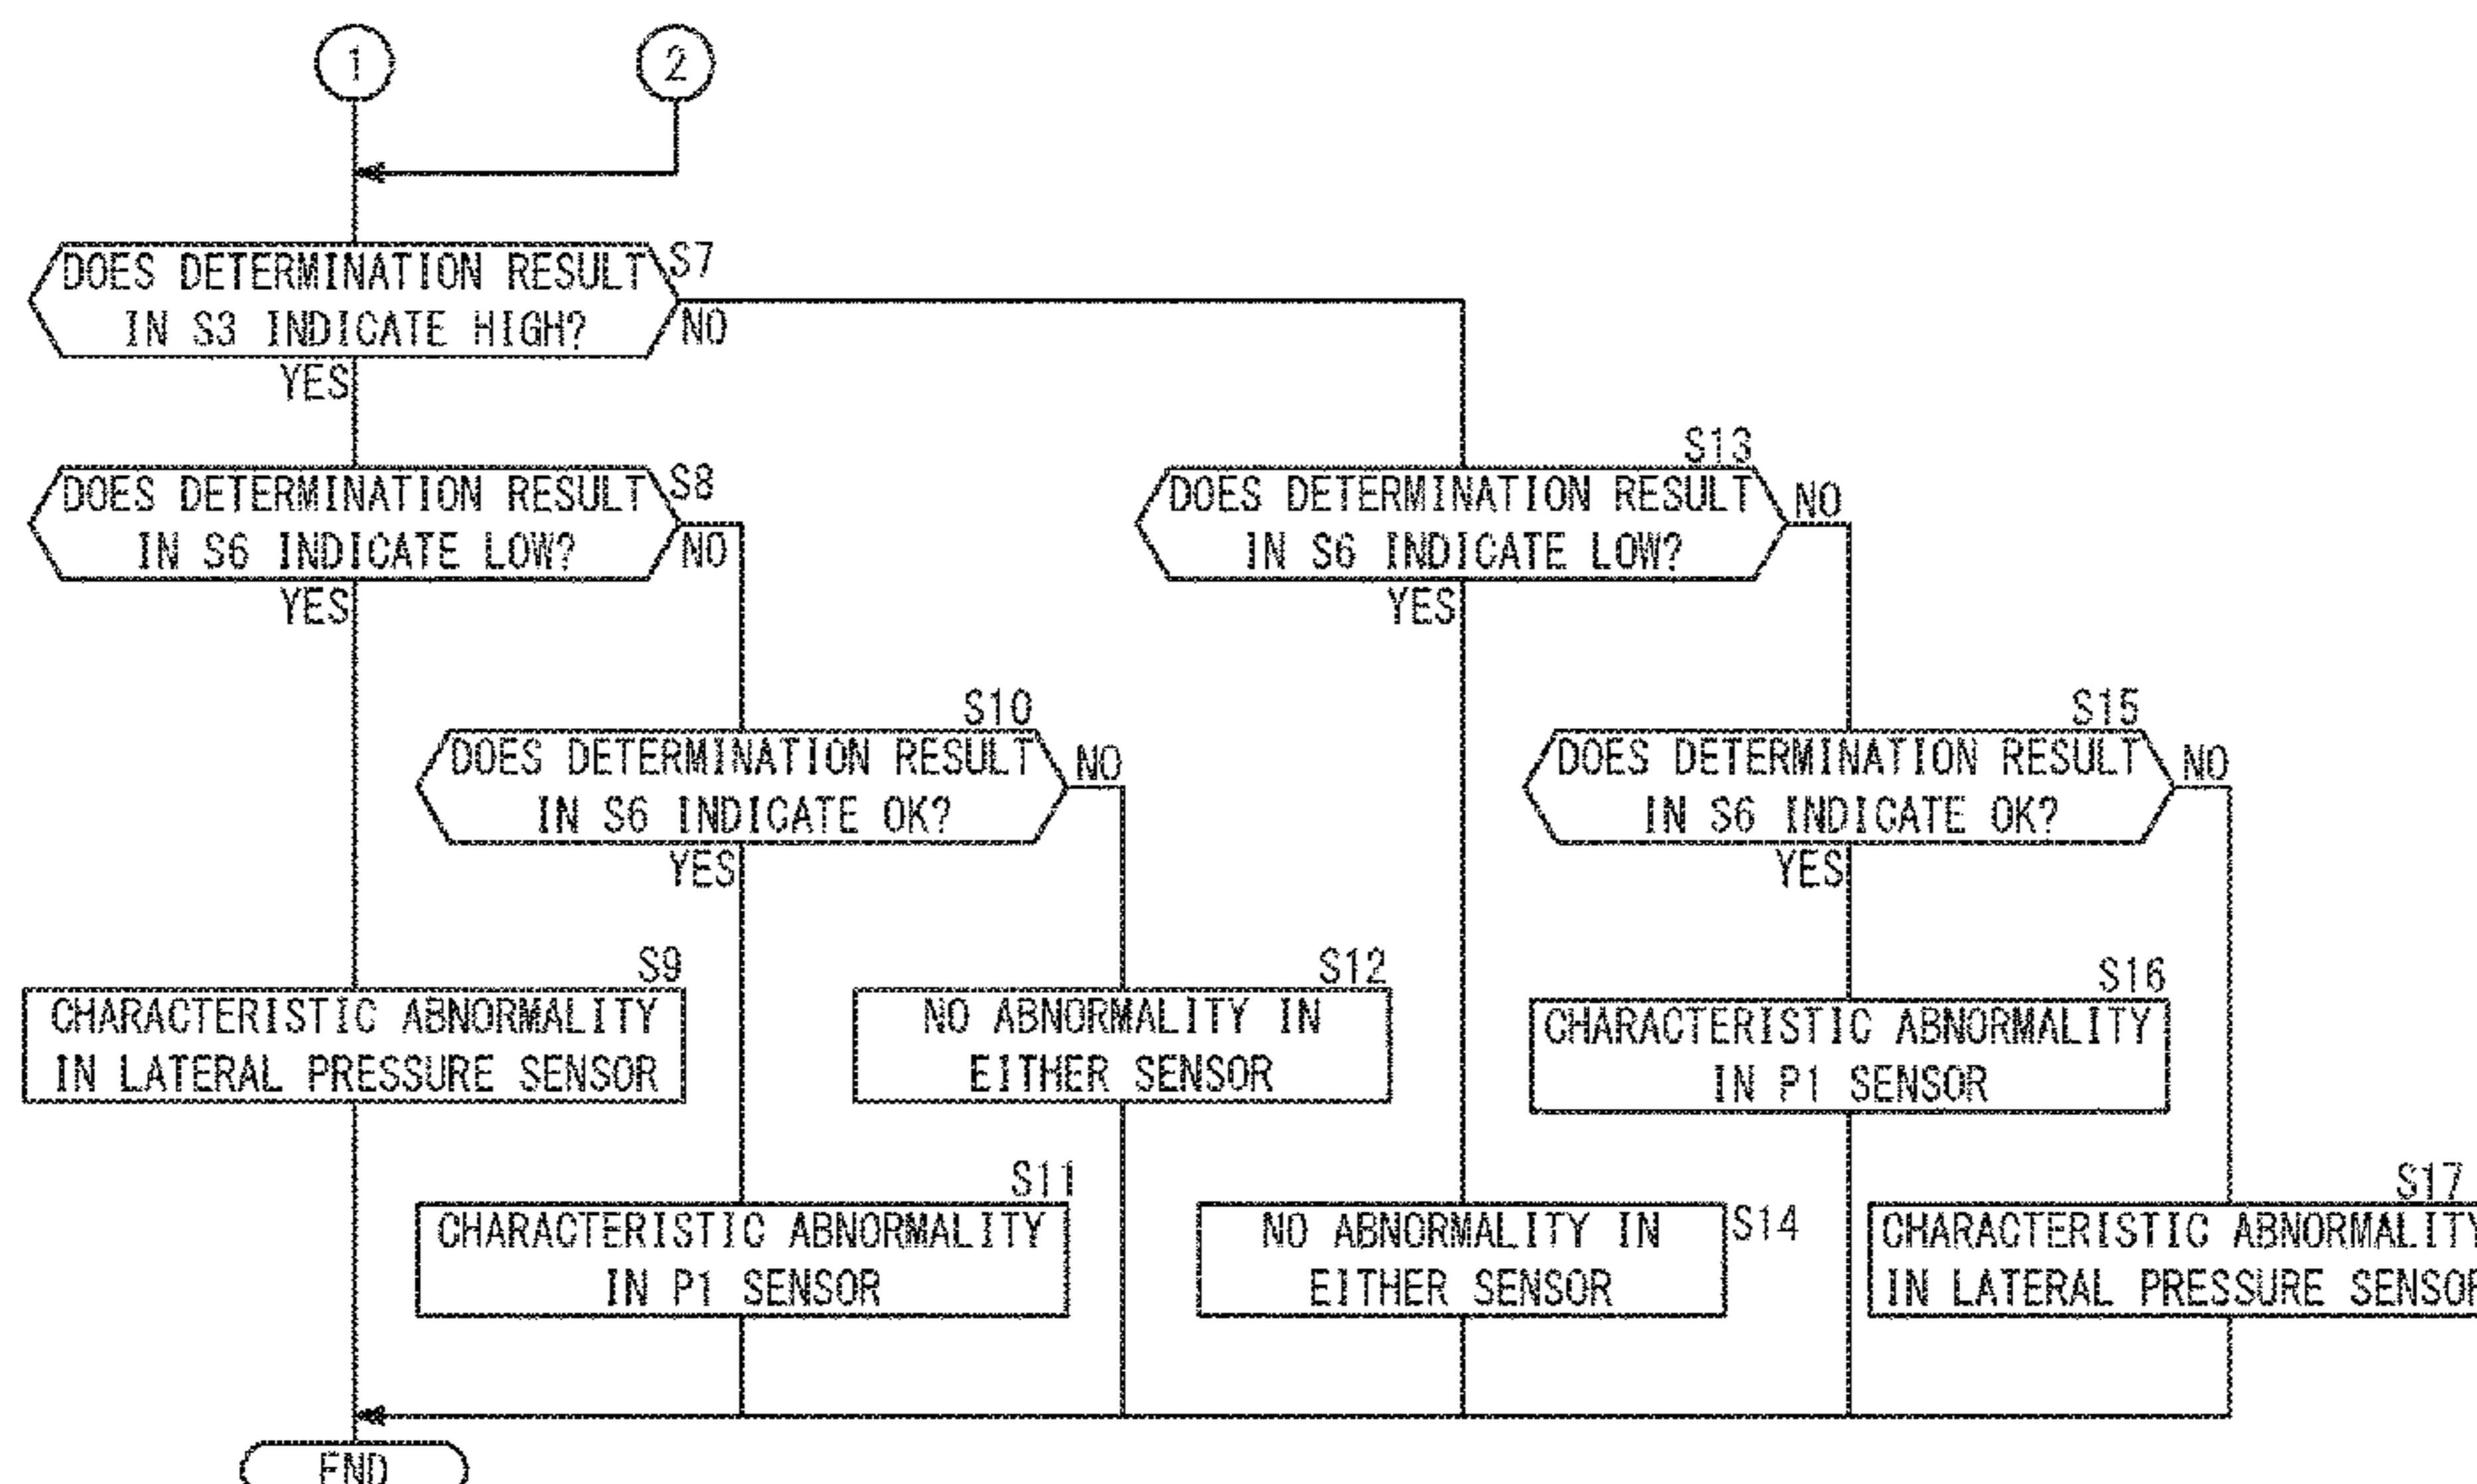 1
2
DOES DETERMINATION RESULT
IN S3 INDICATE HIGH?
S7
NO
YES
DOES DETERMINATION RESULT
IN S6 INDICATE LOW?
S8
NO
YES
S13
DOES DETERMINATION RESULT
IN S6 INDICATE LOW?
NO
YES
S10
DOES DETERMINATION RESULT
IN S6 INDICATE OK?
NO
YES
S15
DOES DETERMINATION RESULT
IN S6 INDICATE OK?
NO
YES
S9
CHARACTERISTIC ABNORMALITY
IN LATERAL PRESSURE SENSOR
S12
NO ABNORMALITY IN
EITHER SENSOR
S16
CHARACTERISTIC ABNORMALITY
IN P1 SENSOR
S11
CHARACTERISTIC ABNORMALITY
IN P1 SENSOR
NO ABNORMALITY IN
EITHER SENSOR
S14
S17
CHARACTERISTIC ABNORMALITY
IN LATERAL PRESSURE SENSOR
END